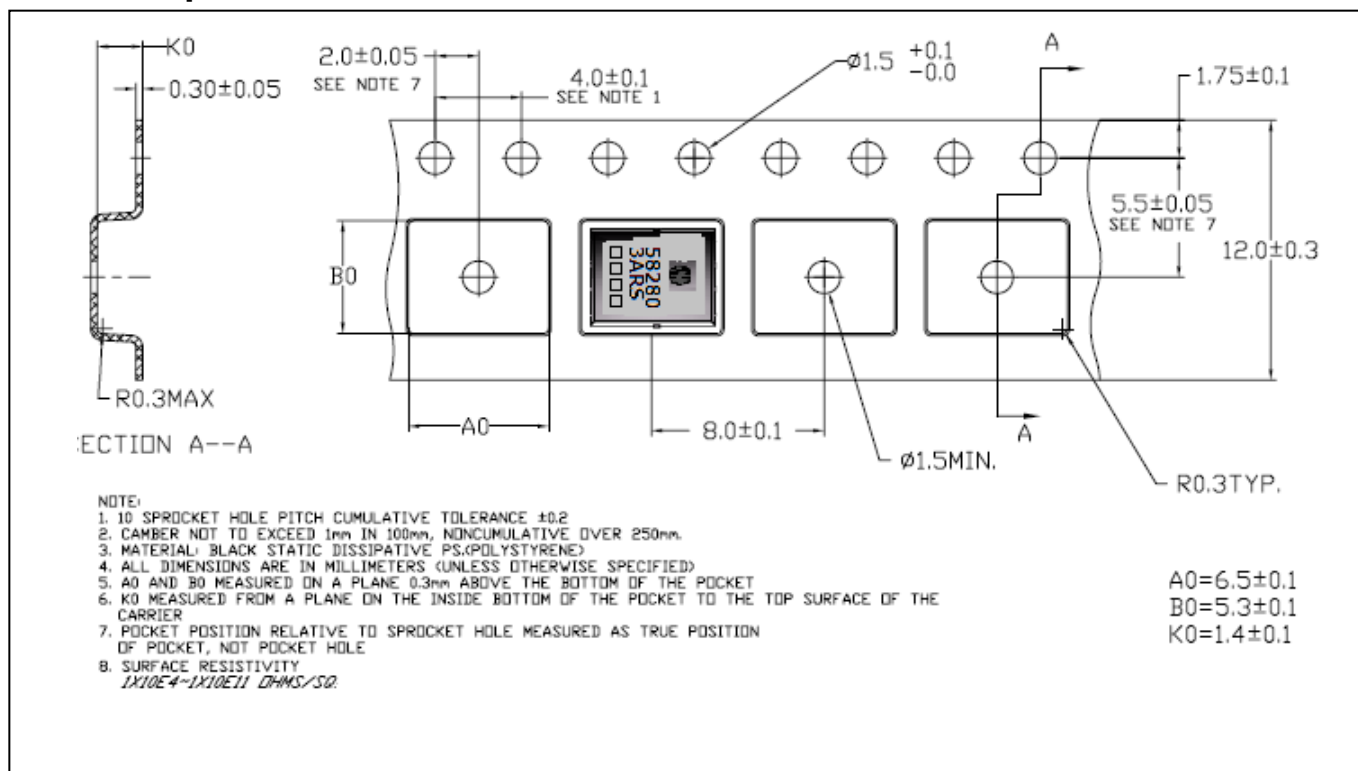 K0
0.30±0.05
2.0±0.05
SEE NOTE 7
4.0±0.1
SEE NOTE 1
Ø1.5 +0.1
-0.0
A
1.75±0.1
5.5±0.05
SEE NOTE 7
12.0±0.3
B0
58280
3ARS
R0.3MAX
A0
8.0±0.1
A
Ø1.5MIN.
R0.3TYP.
ECTION A--A
NOTE:
1. 10 SPROCKET HOLE PITCH CUMULATIVE TOLERANCE ±0.2
2. CAMBER NOT TO EXCEED 1mm IN 100mm, NONCUMULATIVE OVER 250mm.
3. MATERIAL: BLACK STATIC DISSIPATIVE PS.(POLYSTYRENE)
4. ALL DIMENSIONS ARE IN MILLIMETERS (UNLESS OTHERWISE SPECIFIED)
5. A0 AND B0 MEASURED ON A PLANE 0.3mm ABOVE THE BOTTOM OF THE POCKET
6. K0 MEASURED FROM A PLANE ON THE INSIDE BOTTOM OF THE POCKET TO THE TOP SURFACE OF THE
CARRIER
7. POCKET POSITION RELATIVE TO SPROCKET HOLE MEASURED AS TRUE POSITION
OF POCKET, NOT POCKET HOLE
8. SURFACE RESISTIVITY
1X10E4~1X10E11 OHMS/SQ.
A0=6.5±0.1
B0=5.3±0.1
K0=1.4±0.1